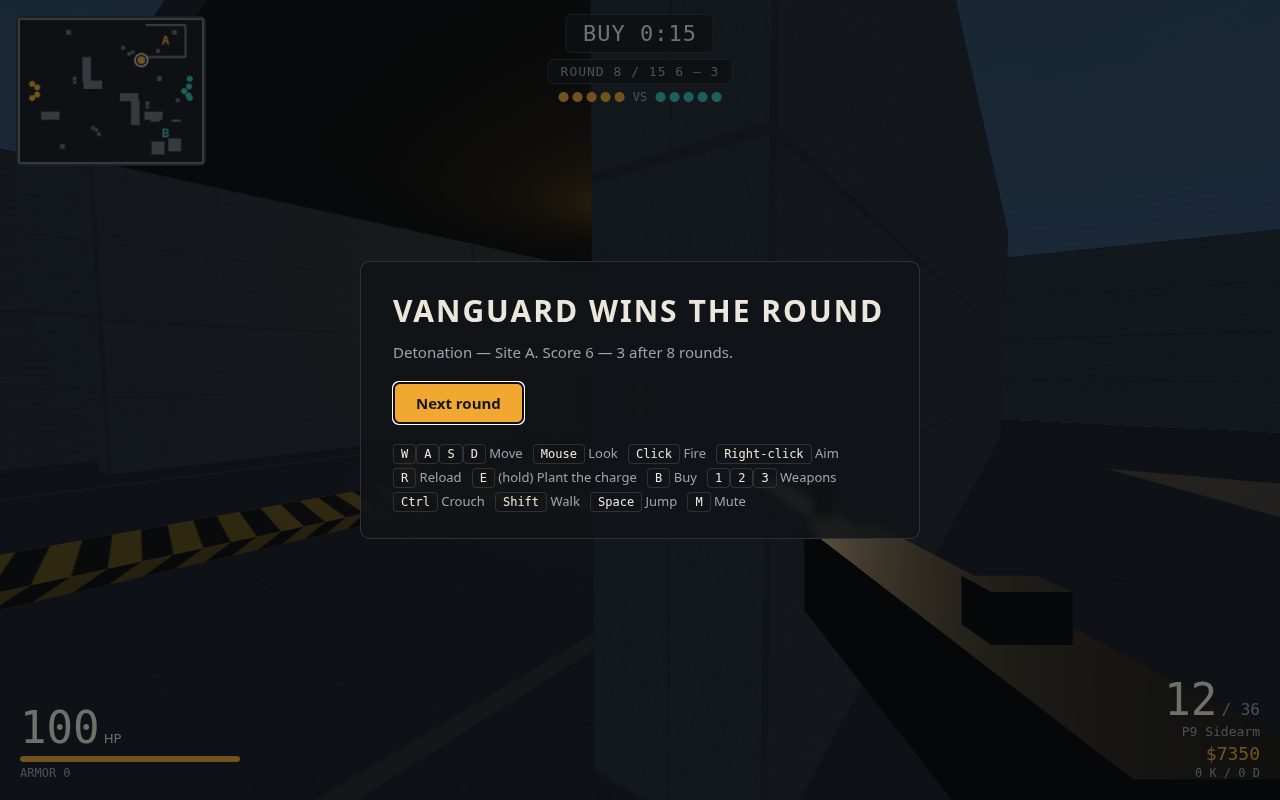 A
B
BUY 0:15
ROUND 8 / 15 6 — 3
VS
VANGUARD WINS THE ROUND
Detonation — Site A. Score 6 — 3 after 8 rounds.
Next round
W A S D Move Mouse Look Click Fire Right-click Aim
R Reload E (hold) Plant the charge B Buy 1 2 3 Weapons
Ctrl Crouch Shift Walk Space Jump M Mute
100 HP
ARMOR 0
12 / 36
P9 Sidearm
$7350
0 K / 0 D